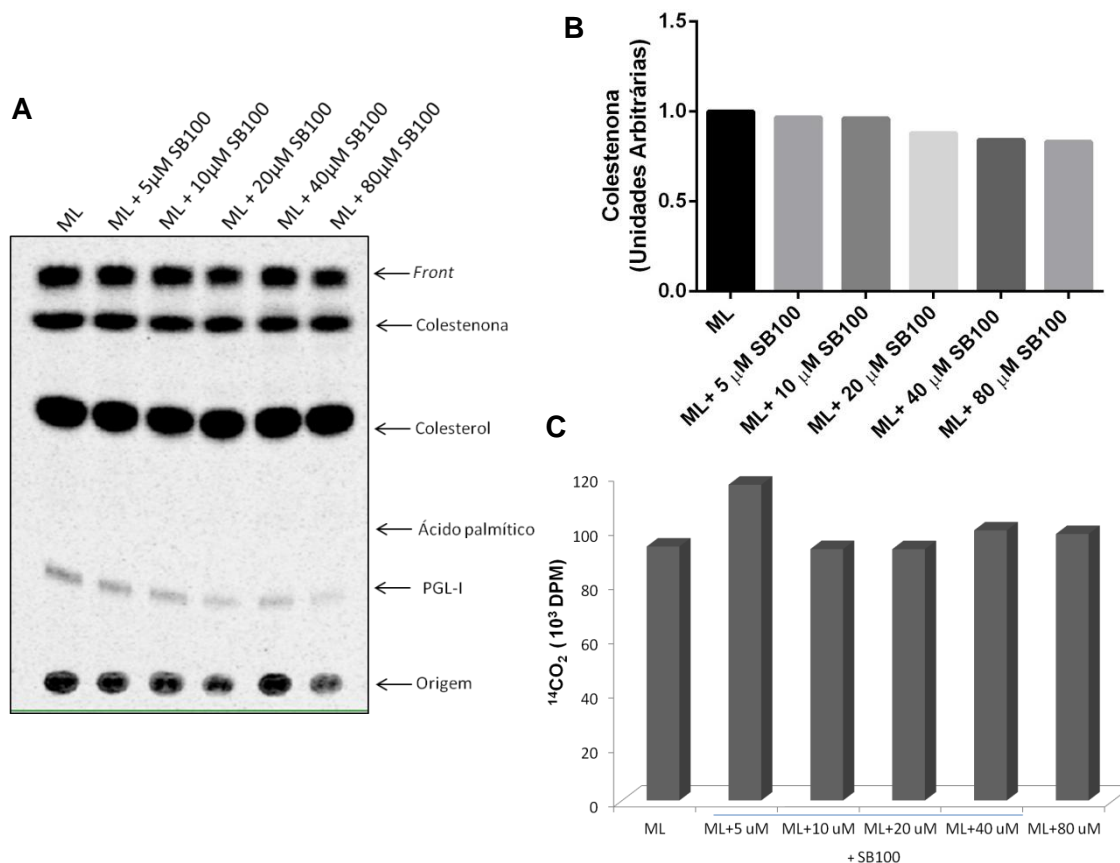 A
ML
ML + 5µM SB100
ML + 10µM SB100
ML + 20µM SB100
ML + 40µM SB100
ML + 80µM SB100
Front
Colestenona
Colesterol
Ácido palmítico
PGL-I
Origem
B
Colestenona
(Unidades Arbitrárias)
1.5
1.0
0.5
0.0
ML
ML+ 5 µM SB100
ML+ 10 µM SB100
ML+ 20 µM SB100
ML+ 40 µM SB100
ML+ 80 µM SB100
C
¹⁴CO₂ ( 10³ DPM)
120
100
80
60
40
20
0
ML ML+5 uM ML+10 uM ML+20 uM ML+40 uM ML+80 uM
+ SB100